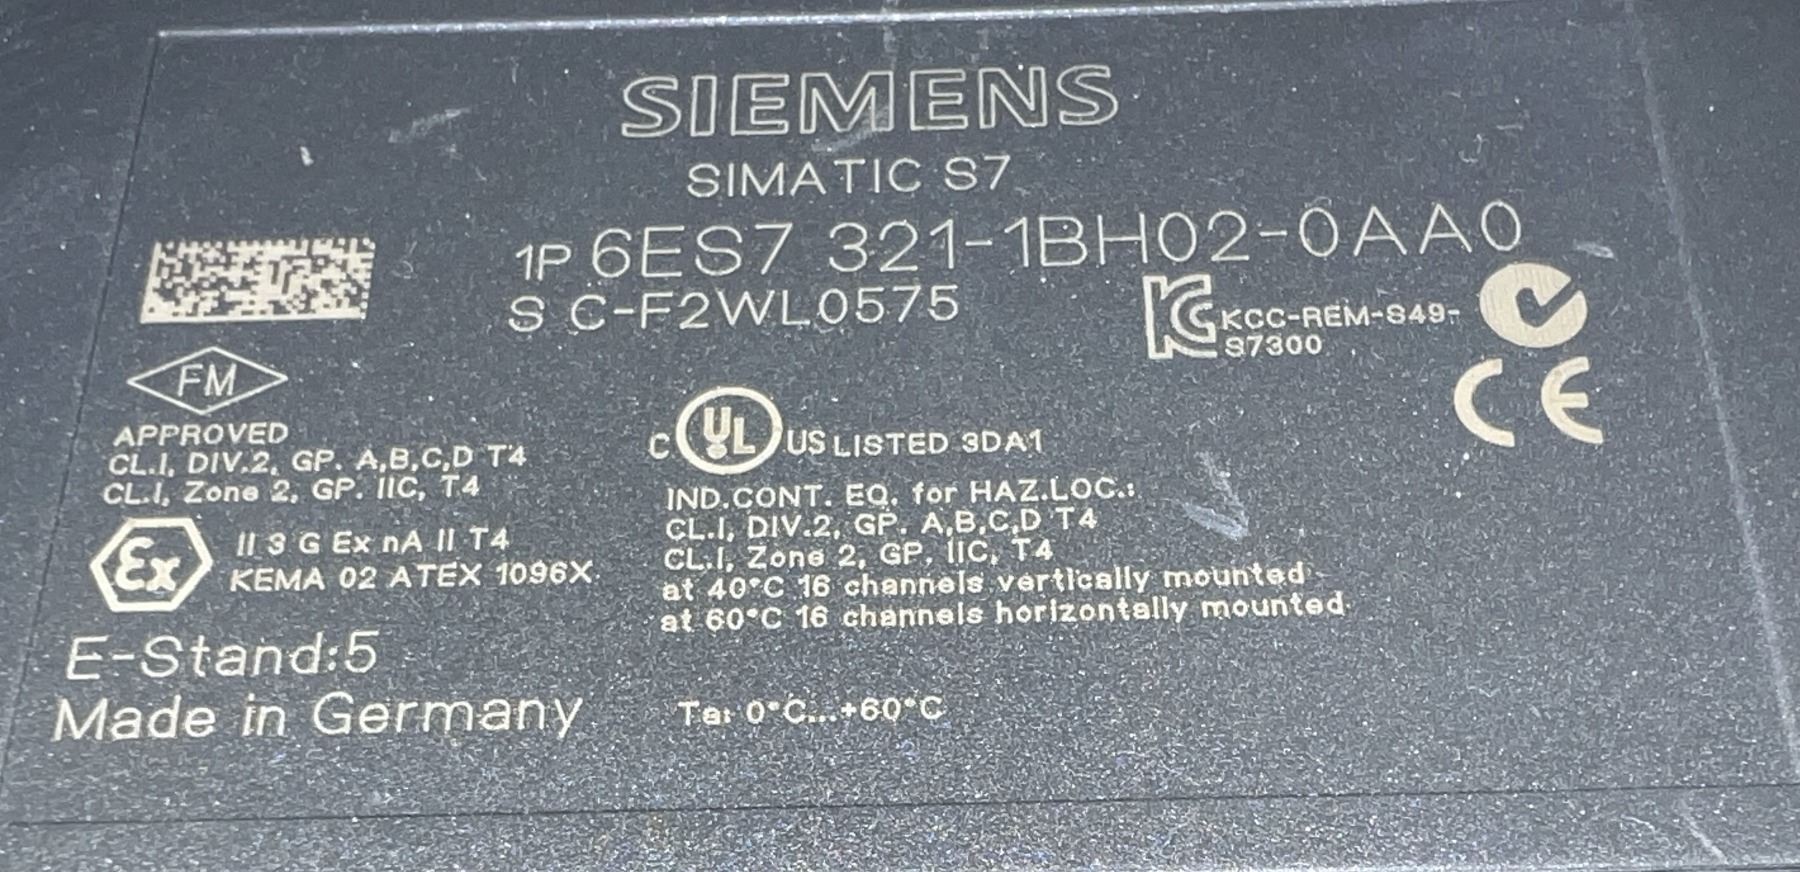 SIEMENS
SIMATIC S7
1P 6ES7 321-1BH02-0AA0
S C-F2WL0575
KCC-REM-S49-
S7300
FM
APPROVED
CL.I, DIV.2, GP. A,B,C,D T4
CL.I, Zone 2, GP. IIC, T4
Ex
II 3 G Ex nA II T4
KEMA 02 ATEX 1096X
C UL US LISTED 3DA1
IND.CONT. EQ. for HAZ.LOC.:
CL.I, DIV.2, GP. A,B,C,D T4
CL.I, Zone 2, GP. IIC, T4
at 40°C 16 channels vertically mounted
at 60°C 16 channels horizontally mounted
CE
E-Stand:5
Made in Germany
Ta: 0°C...+60°C